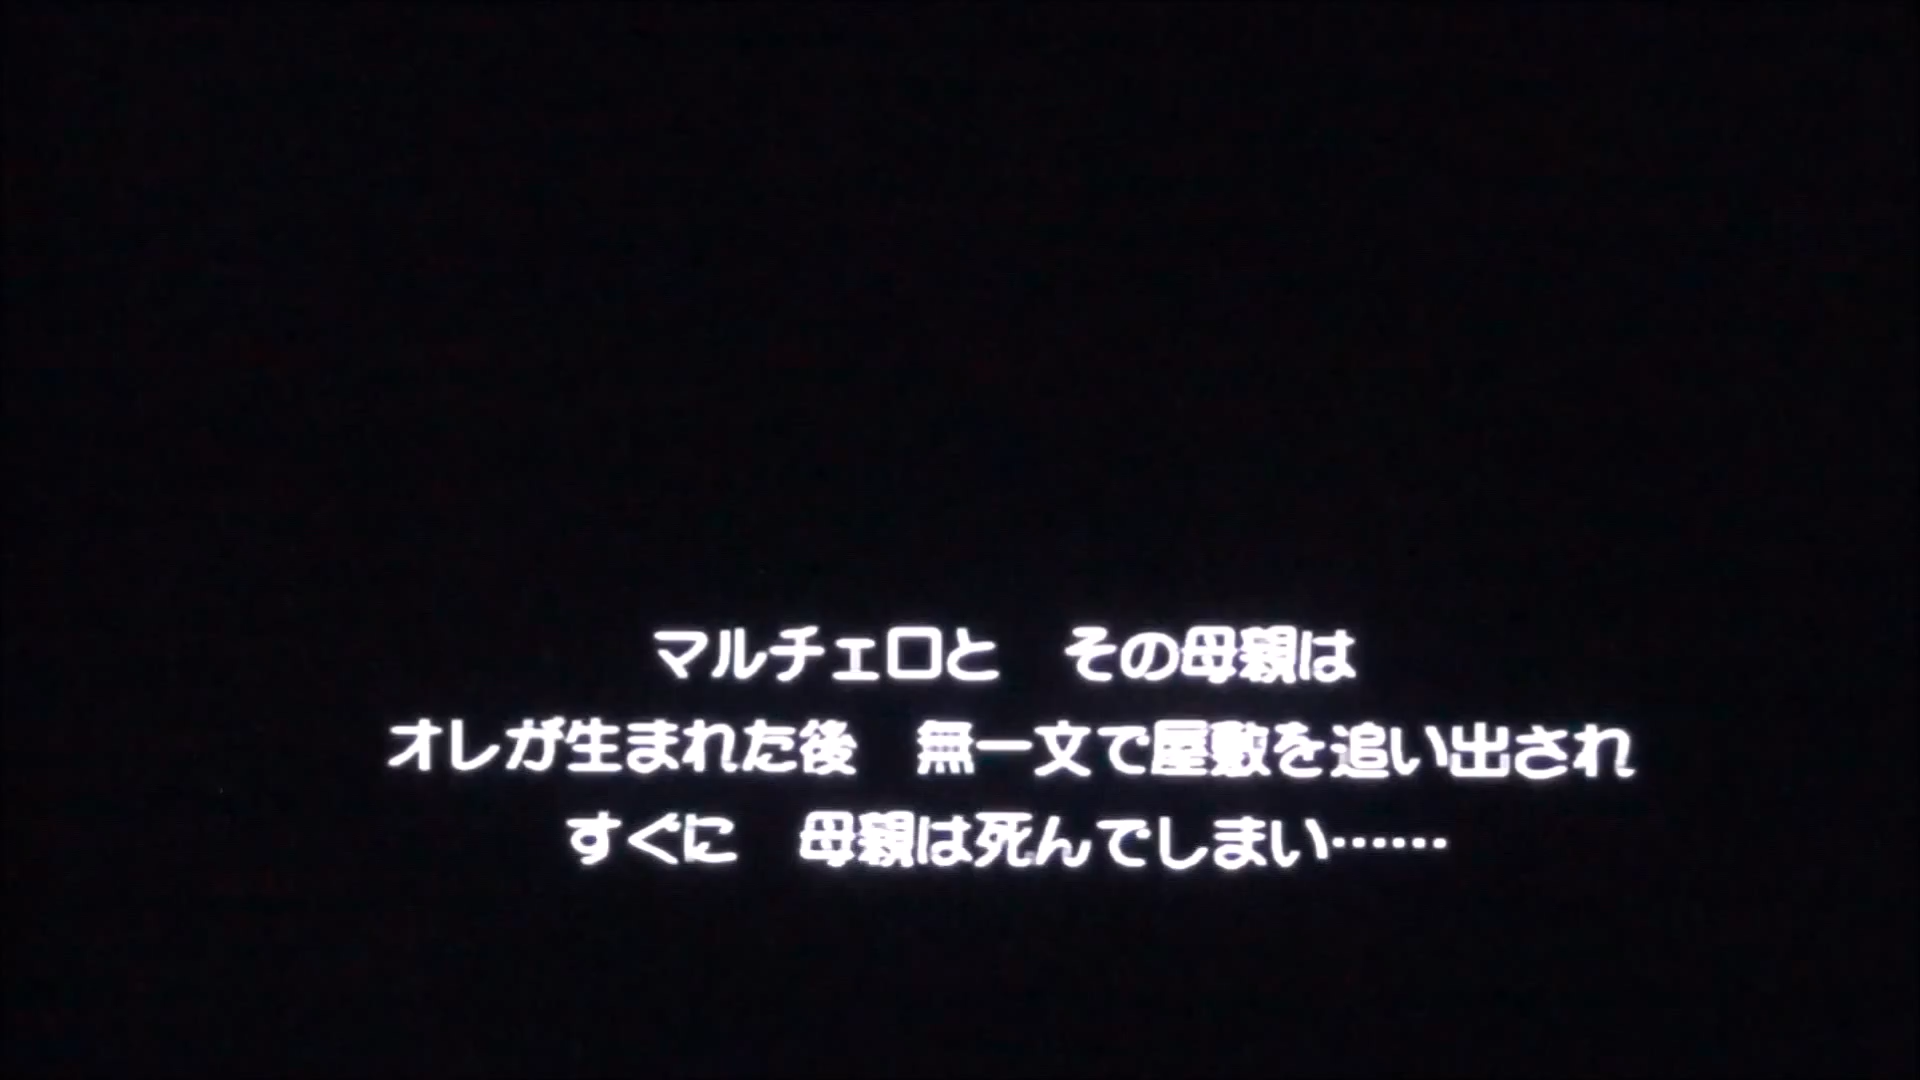 マルチェロと　その母親は
オレが生まれた後　無一文で屋敷を追い出され
すぐに　母親は死んでしまい……